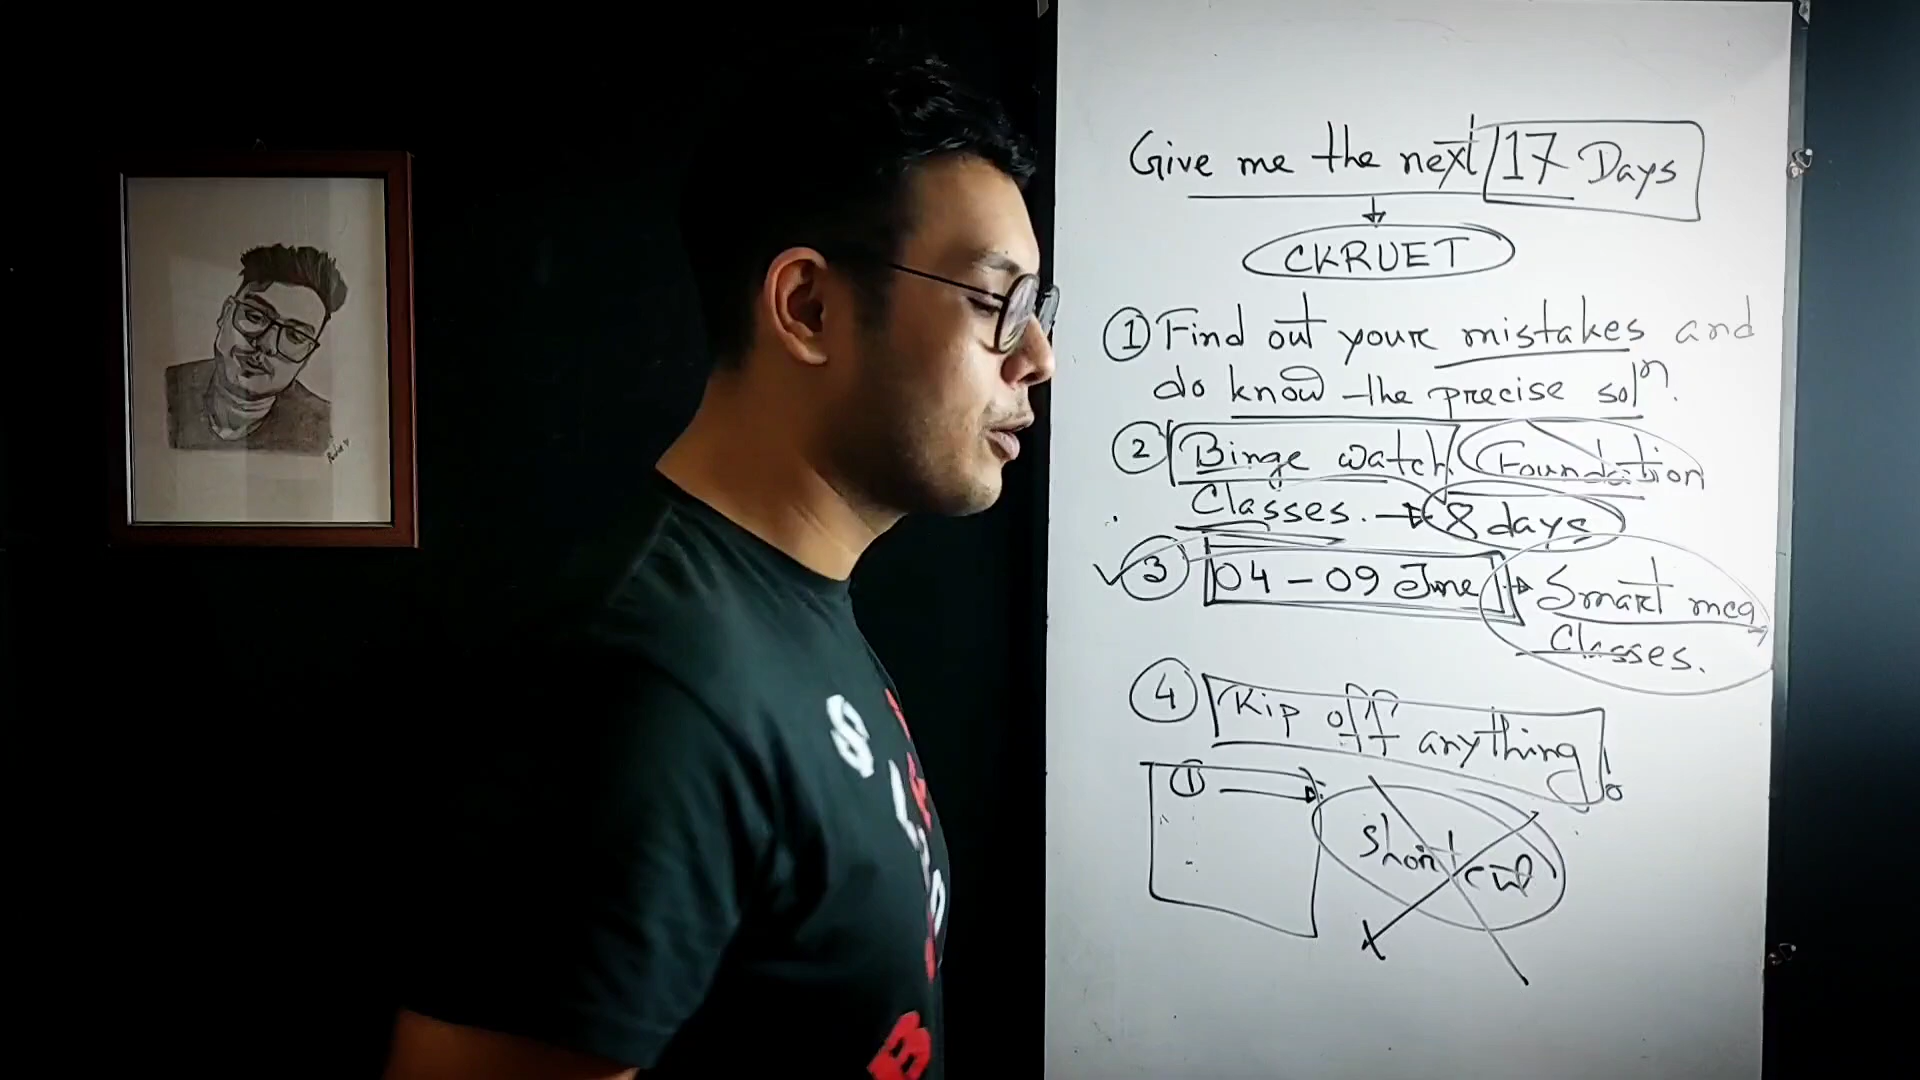 Give me the next 17 Days
CKRUET
① Find out your mistakes and
do know the precise solⁿ.
② Binge watch Foundation
Classes. → 8 days
③ 04 - 09 June → Smart mcq
Classes.
④ Kip off anything!
①
Short cut